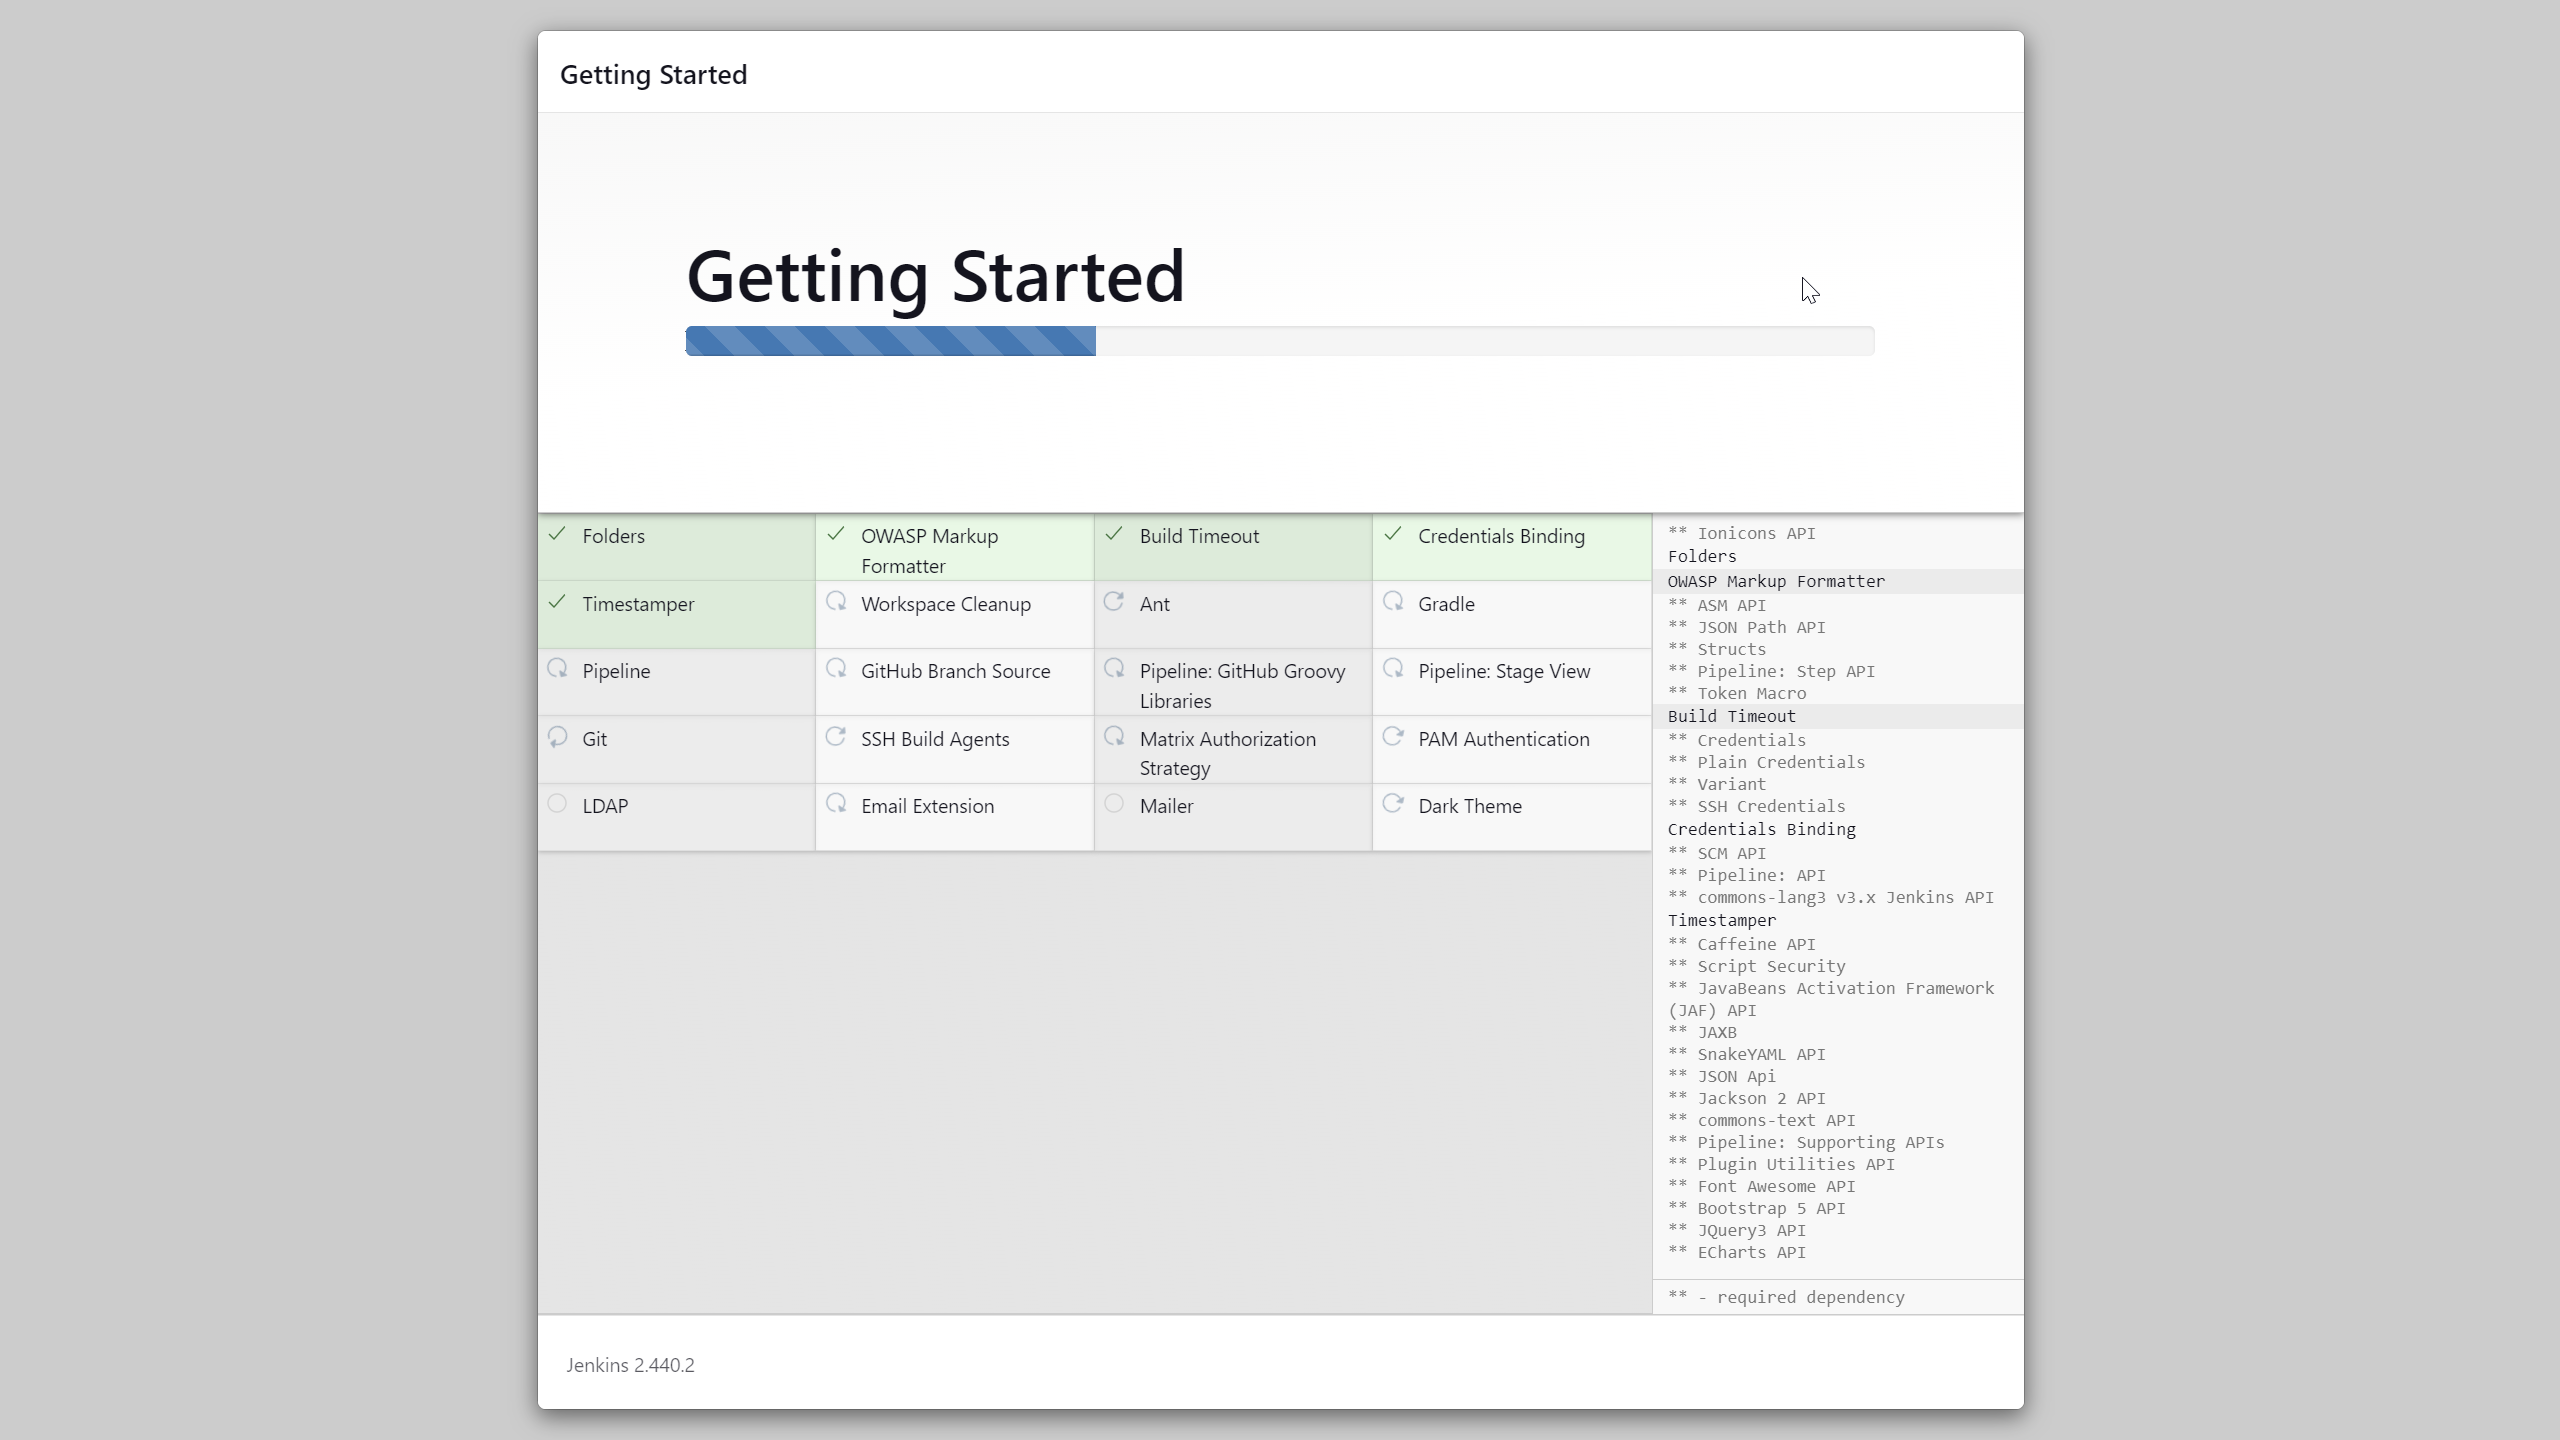 Getting Started
Getting Started
Folders
OWASP Markup
Formatter
Build Timeout
Credentials Binding
Timestamper
Workspace Cleanup
Ant
Gradle
Pipeline
GitHub Branch Source
Pipeline: GitHub Groovy
Libraries
Pipeline: Stage View
Git
SSH Build Agents
Matrix Authorization
Strategy
PAM Authentication
LDAP
Email Extension
Mailer
Dark Theme
** Ionicons API
Folders
OWASP Markup Formatter
** ASM API
** JSON Path API
** Structs
** Pipeline: Step API
** Token Macro
Build Timeout
** Credentials
** Plain Credentials
** Variant
** SSH Credentials
Credentials Binding
** SCM API
** Pipeline: API
** commons-lang3 v3.x Jenkins API
Timestamper
** Caffeine API
** Script Security
** JavaBeans Activation Framework
(JAF) API
** JAXB
** SnakeYAML API
** JSON Api
** Jackson 2 API
** commons-text API
** Pipeline: Supporting APIs
** Plugin Utilities API
** Font Awesome API
** Bootstrap 5 API
** JQuery3 API
** ECharts API
** - required dependency
Jenkins 2.440.2